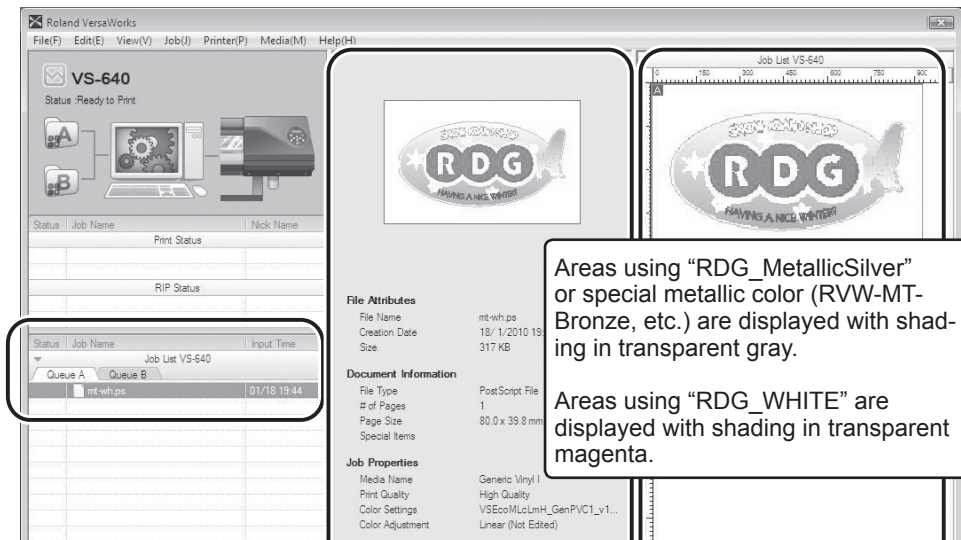 Roland VersaWorks
File(F) Edit(E) View(V) Job(J) Printer(P) Media(M) Help(H)
VS-640
Status :Ready to Print
A
B
Status Job Name Nick Name
Print Status
RIP Status
Status Job Name Input Time
Job List VS-640
Queue A Queue B
mt-wh.ps 01/18 19:44
RDG
HAVING A NICE WINTER!!
File Attributes
File Name mt-wh.ps
Creation Date 18/ 1/2010 19:
Size 317 KB
Document Information
File Type PostScript File
# of Pages 1
Page Size 80.0 x 39.8 mm
Special Items
Job Properties
Media Name Generic Vinyl I
Print Quality High Quality
Color Settings VSEcoMLcLmH_GenPVC1_v1...
Color Adjustment Linear (Not Edited)
Job List VS-640
0 150 300 450 600 750 900
A
RDG
HAVING A NICE WINTER!!
Areas using “RDG_MetallicSilver”
or special metallic color (RVW-MT-
Bronze, etc.) are displayed with shad-
ing in transparent gray.
Areas using “RDG_WHITE” are
displayed with shading in transparent
magenta.